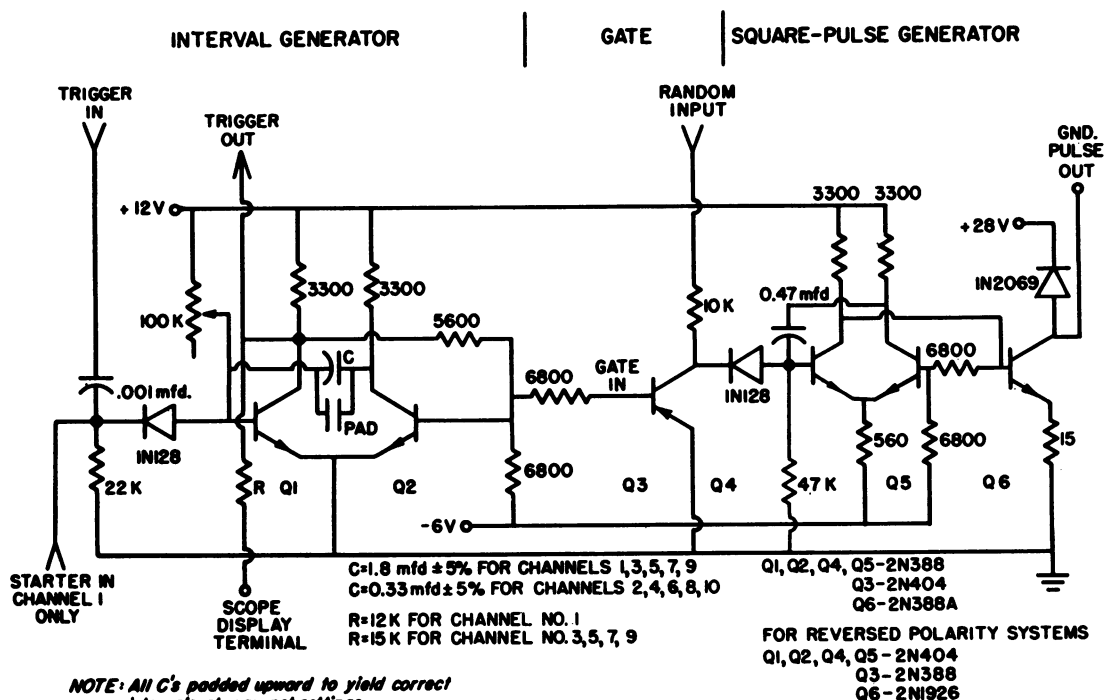 INTERVAL GENERATOR
GATE
SQUARE-PULSE GENERATOR
TRIGGER
IN
TRIGGER
OUT
RANDOM
INPUT
GND.
PULSE
OUT
+12V
3300 3300
+28V
3300 3300
1N2069
100K
10K
0.47 mfd
5600
C
6800
GATE
IN
6800
.001 mfd.
PAD
1N128
1N128
560
6800
15
22K
R
Q1
Q2
6800
Q3
Q4
47K
Q5
Q6
-6V
STARTER IN
CHANNEL 1
ONLY
SCOPE
DISPLAY
TERMINAL
C=1.8 mfd ± 5% FOR CHANNELS 1,3,5,7,9
C=0.33 mfd ± 5% FOR CHANNELS 2,4,6,8,10
R=12K FOR CHANNEL NO. 1
R=15K FOR CHANNEL NO. 3,5,7,9
Q1, Q2, Q4, Q5-2N388
Q3-2N404
Q6-2N388A
FOR REVERSED POLARITY SYSTEMS
Q1, Q2, Q4, Q5-2N404
Q3-2N388
Q6-2N1926
NOTE: All C's padded upward to yield correct